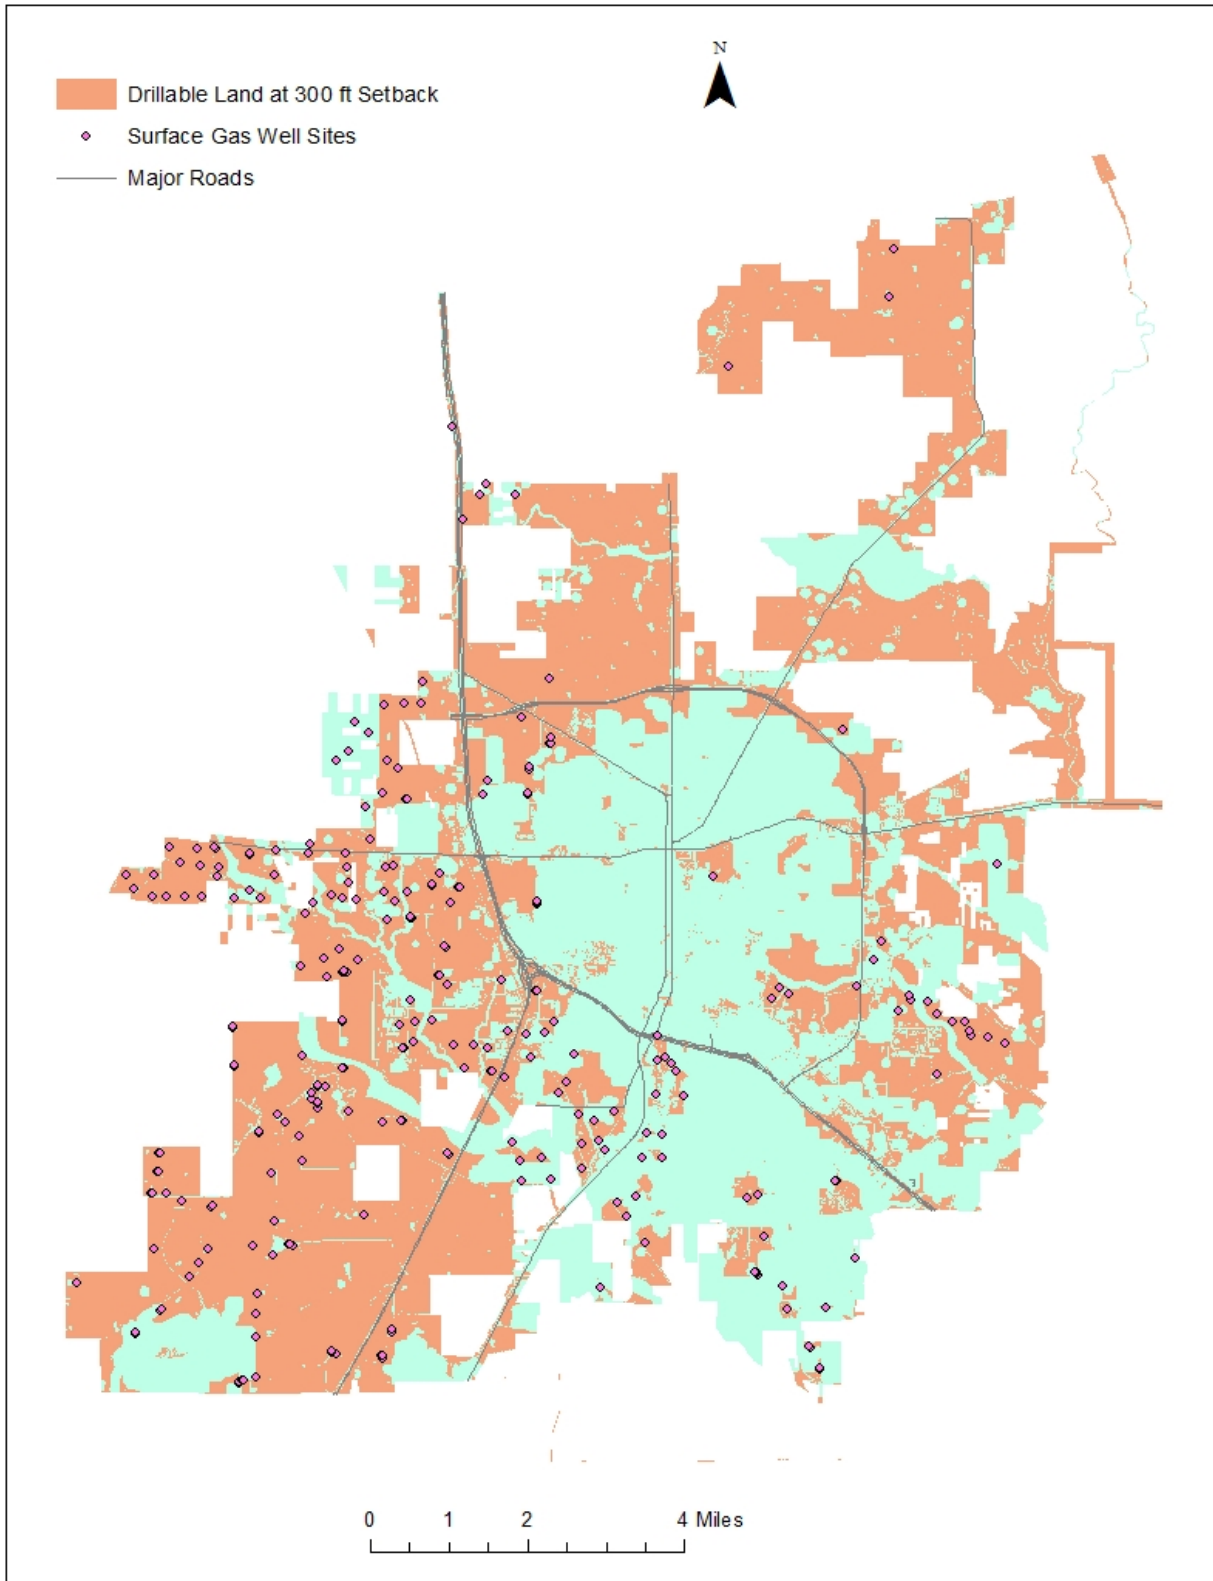 N
Drillable Land at 300 ft Setback
Surface Gas Well Sites
Major Roads
0 1 2 4 Miles